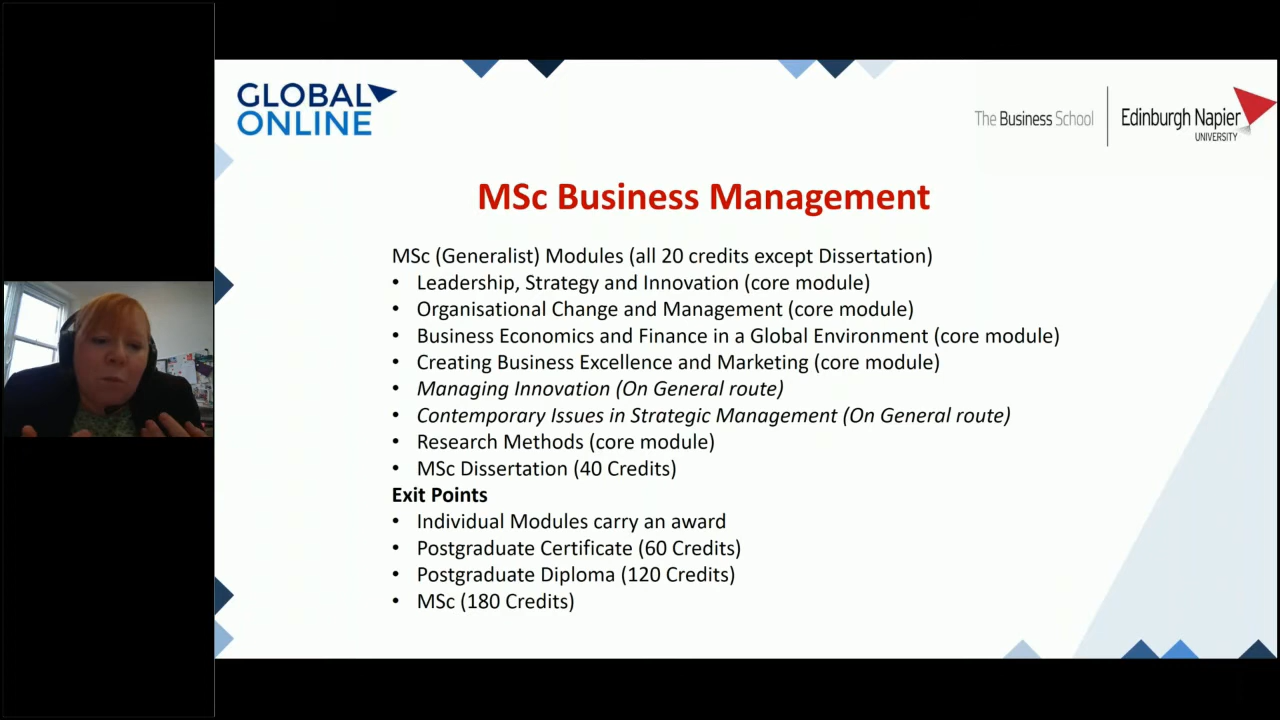 GLOBAL
ONLINE
The Business School
Edinburgh Napier
UNIVERSITY
MSc Business Management
MSc (Generalist) Modules (all 20 credits except Dissertation)
• Leadership, Strategy and Innovation (core module)
• Organisational Change and Management (core module)
• Business Economics and Finance in a Global Environment (core module)
• Creating Business Excellence and Marketing (core module)
• Managing Innovation (On General route)
• Contemporary Issues in Strategic Management (On General route)
• Research Methods (core module)
• MSc Dissertation (40 Credits)
Exit Points
• Individual Modules carry an award
• Postgraduate Certificate (60 Credits)
• Postgraduate Diploma (120 Credits)
• MSc (180 Credits)